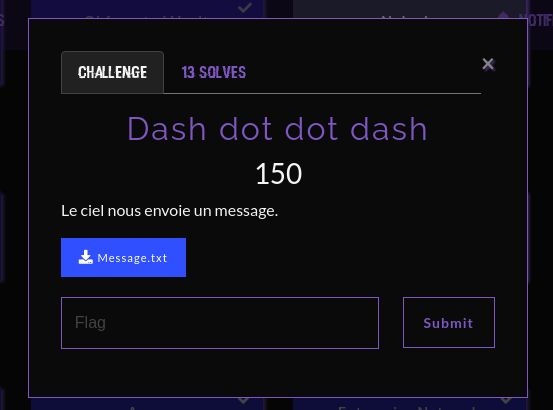 CHALLENGE
13 SOLVES
×
Dash dot dot dash
150
Le ciel nous envoie un message.
Message.txt
Flag
Submit